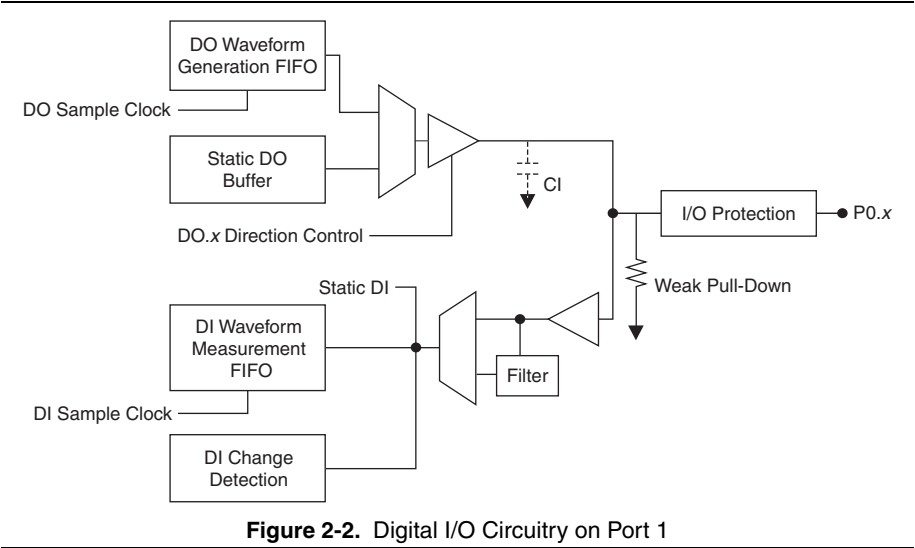 DO Waveform
Generation FIFO
DO Sample Clock
Static DO
Buffer
CI
I/O Protection
P0.x
DO.x Direction Control
Weak Pull-Down
Static DI
DI Waveform
Measurement
FIFO
Filter
DI Sample Clock
DI Change
Detection
Figure 2-2. Digital I/O Circuitry on Port 1